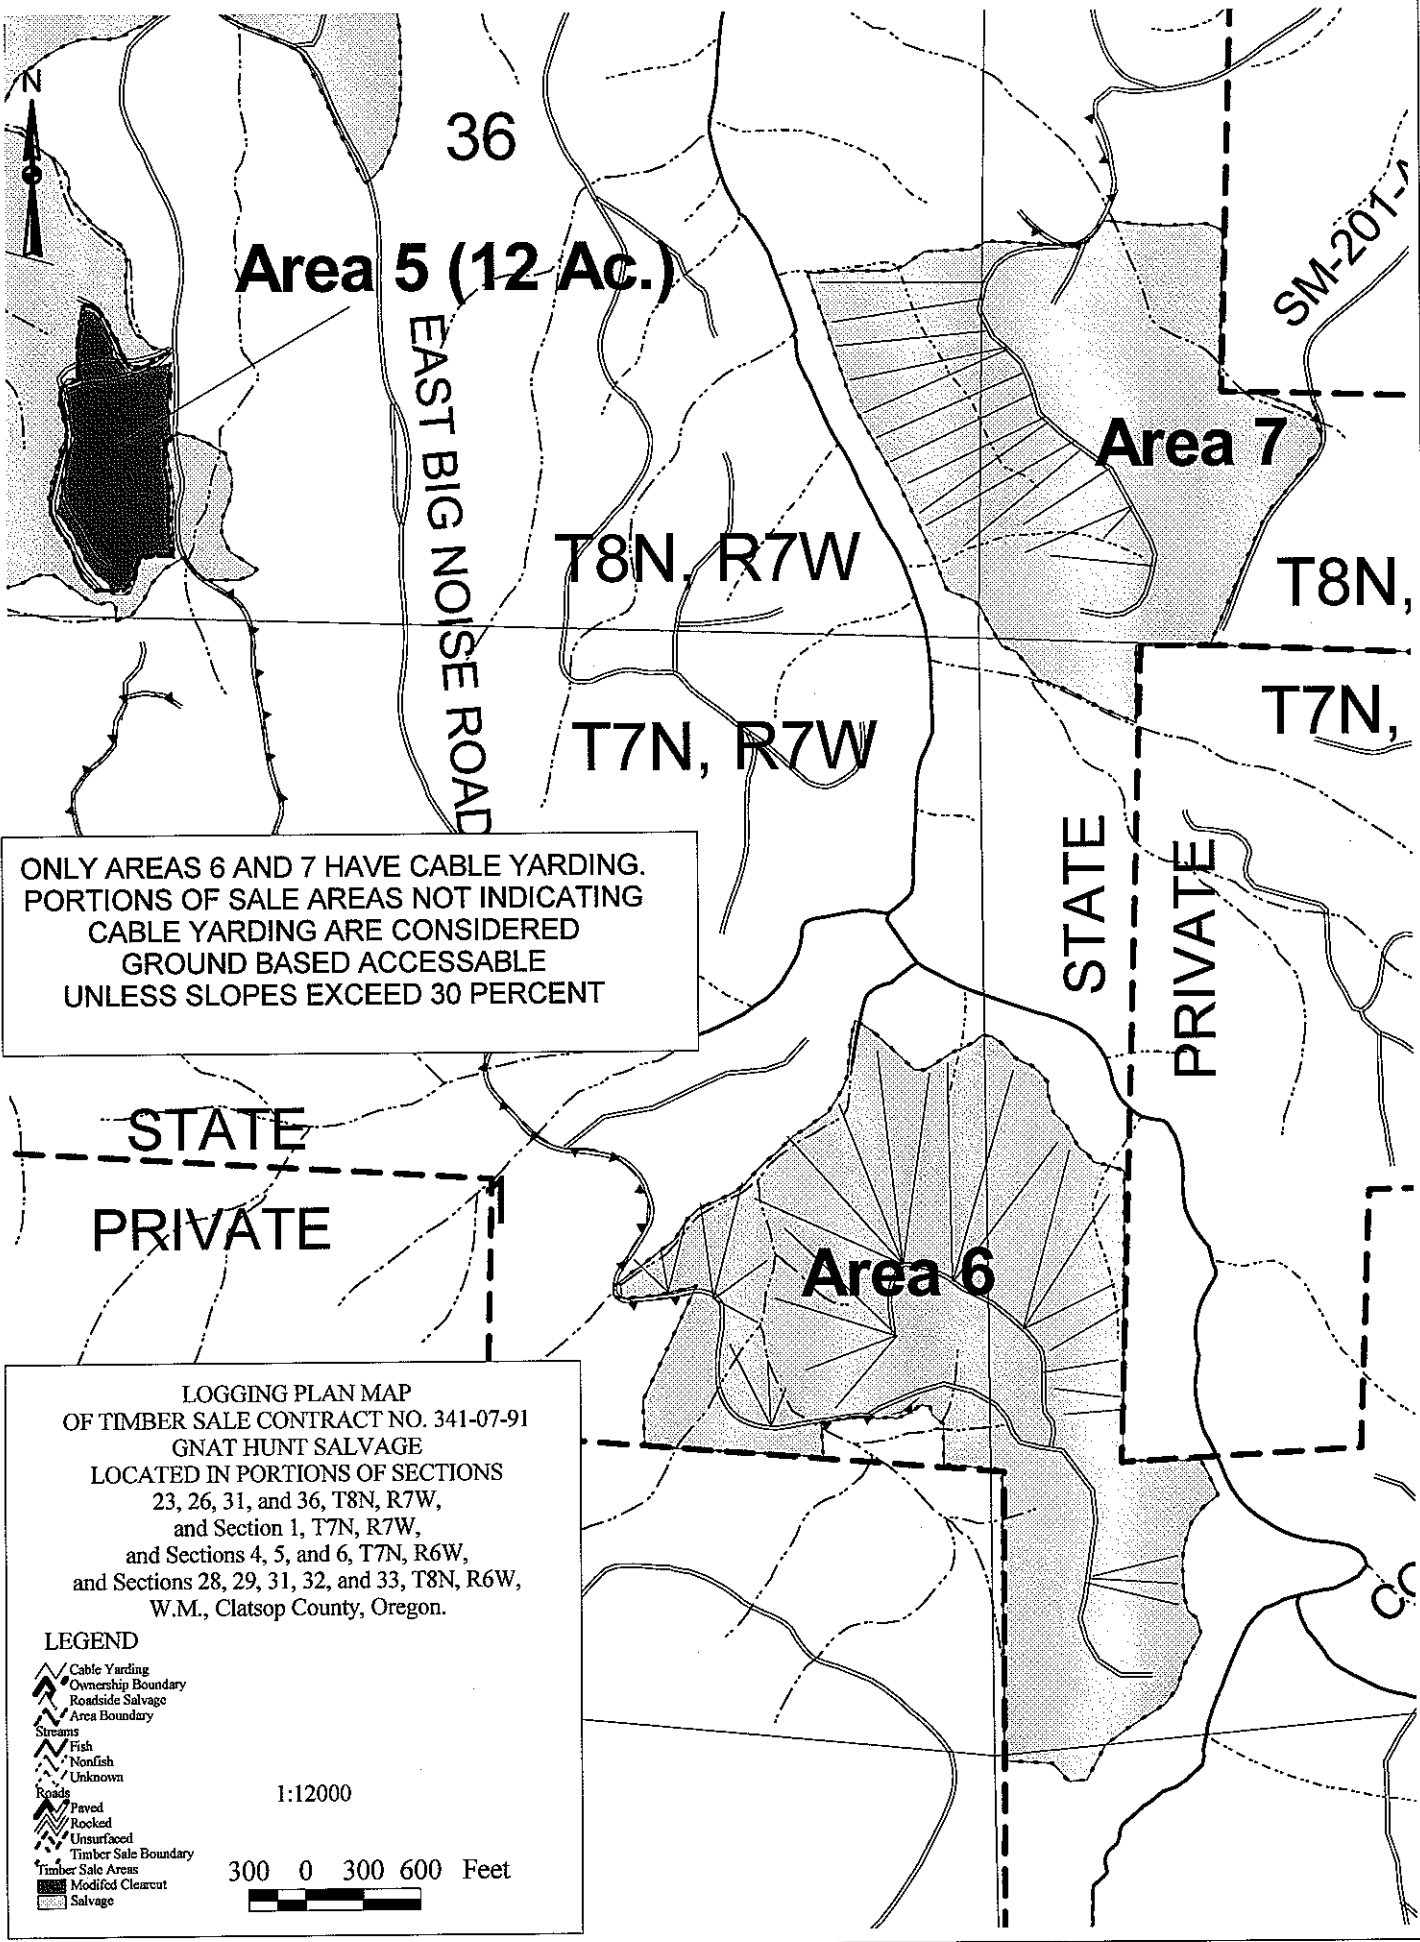 N
36
Area 5 (12 Ac.)
EAST BIG NOISE ROAD
SM-201-
Area 7
T8N, R7W
T8N,
T7N, R7W
T7N,
STATE
PRIVATE
ONLY AREAS 6 AND 7 HAVE CABLE YARDING.
PORTIONS OF SALE AREAS NOT INDICATING
CABLE YARDING ARE CONSIDERED
GROUND BASED ACCESSABLE
UNLESS SLOPES EXCEED 30 PERCENT
STATE
PRIVATE
1
Area 6
LOGGING PLAN MAP
OF TIMBER SALE CONTRACT NO. 341-07-91
GNAT HUNT SALVAGE
LOCATED IN PORTIONS OF SECTIONS
23, 26, 31, and 36, T8N, R7W,
and Section 1, T7N, R7W,
and Sections 4, 5, and 6, T7N, R6W,
and Sections 28, 29, 31, 32, and 33, T8N, R6W,
W.M., Clatsop County, Oregon.
LEGEND
Cable Yarding
Ownership Boundary
Roadside Salvage
Area Boundary
Streams
Fish
Nonfish
Unknown
Roads
Paved
Rocked
Unsurfaced
Timber Sale Boundary
Timber Sale Areas
Modifed Clearcut
Salvage
1:12000
300 0 300 600 Feet